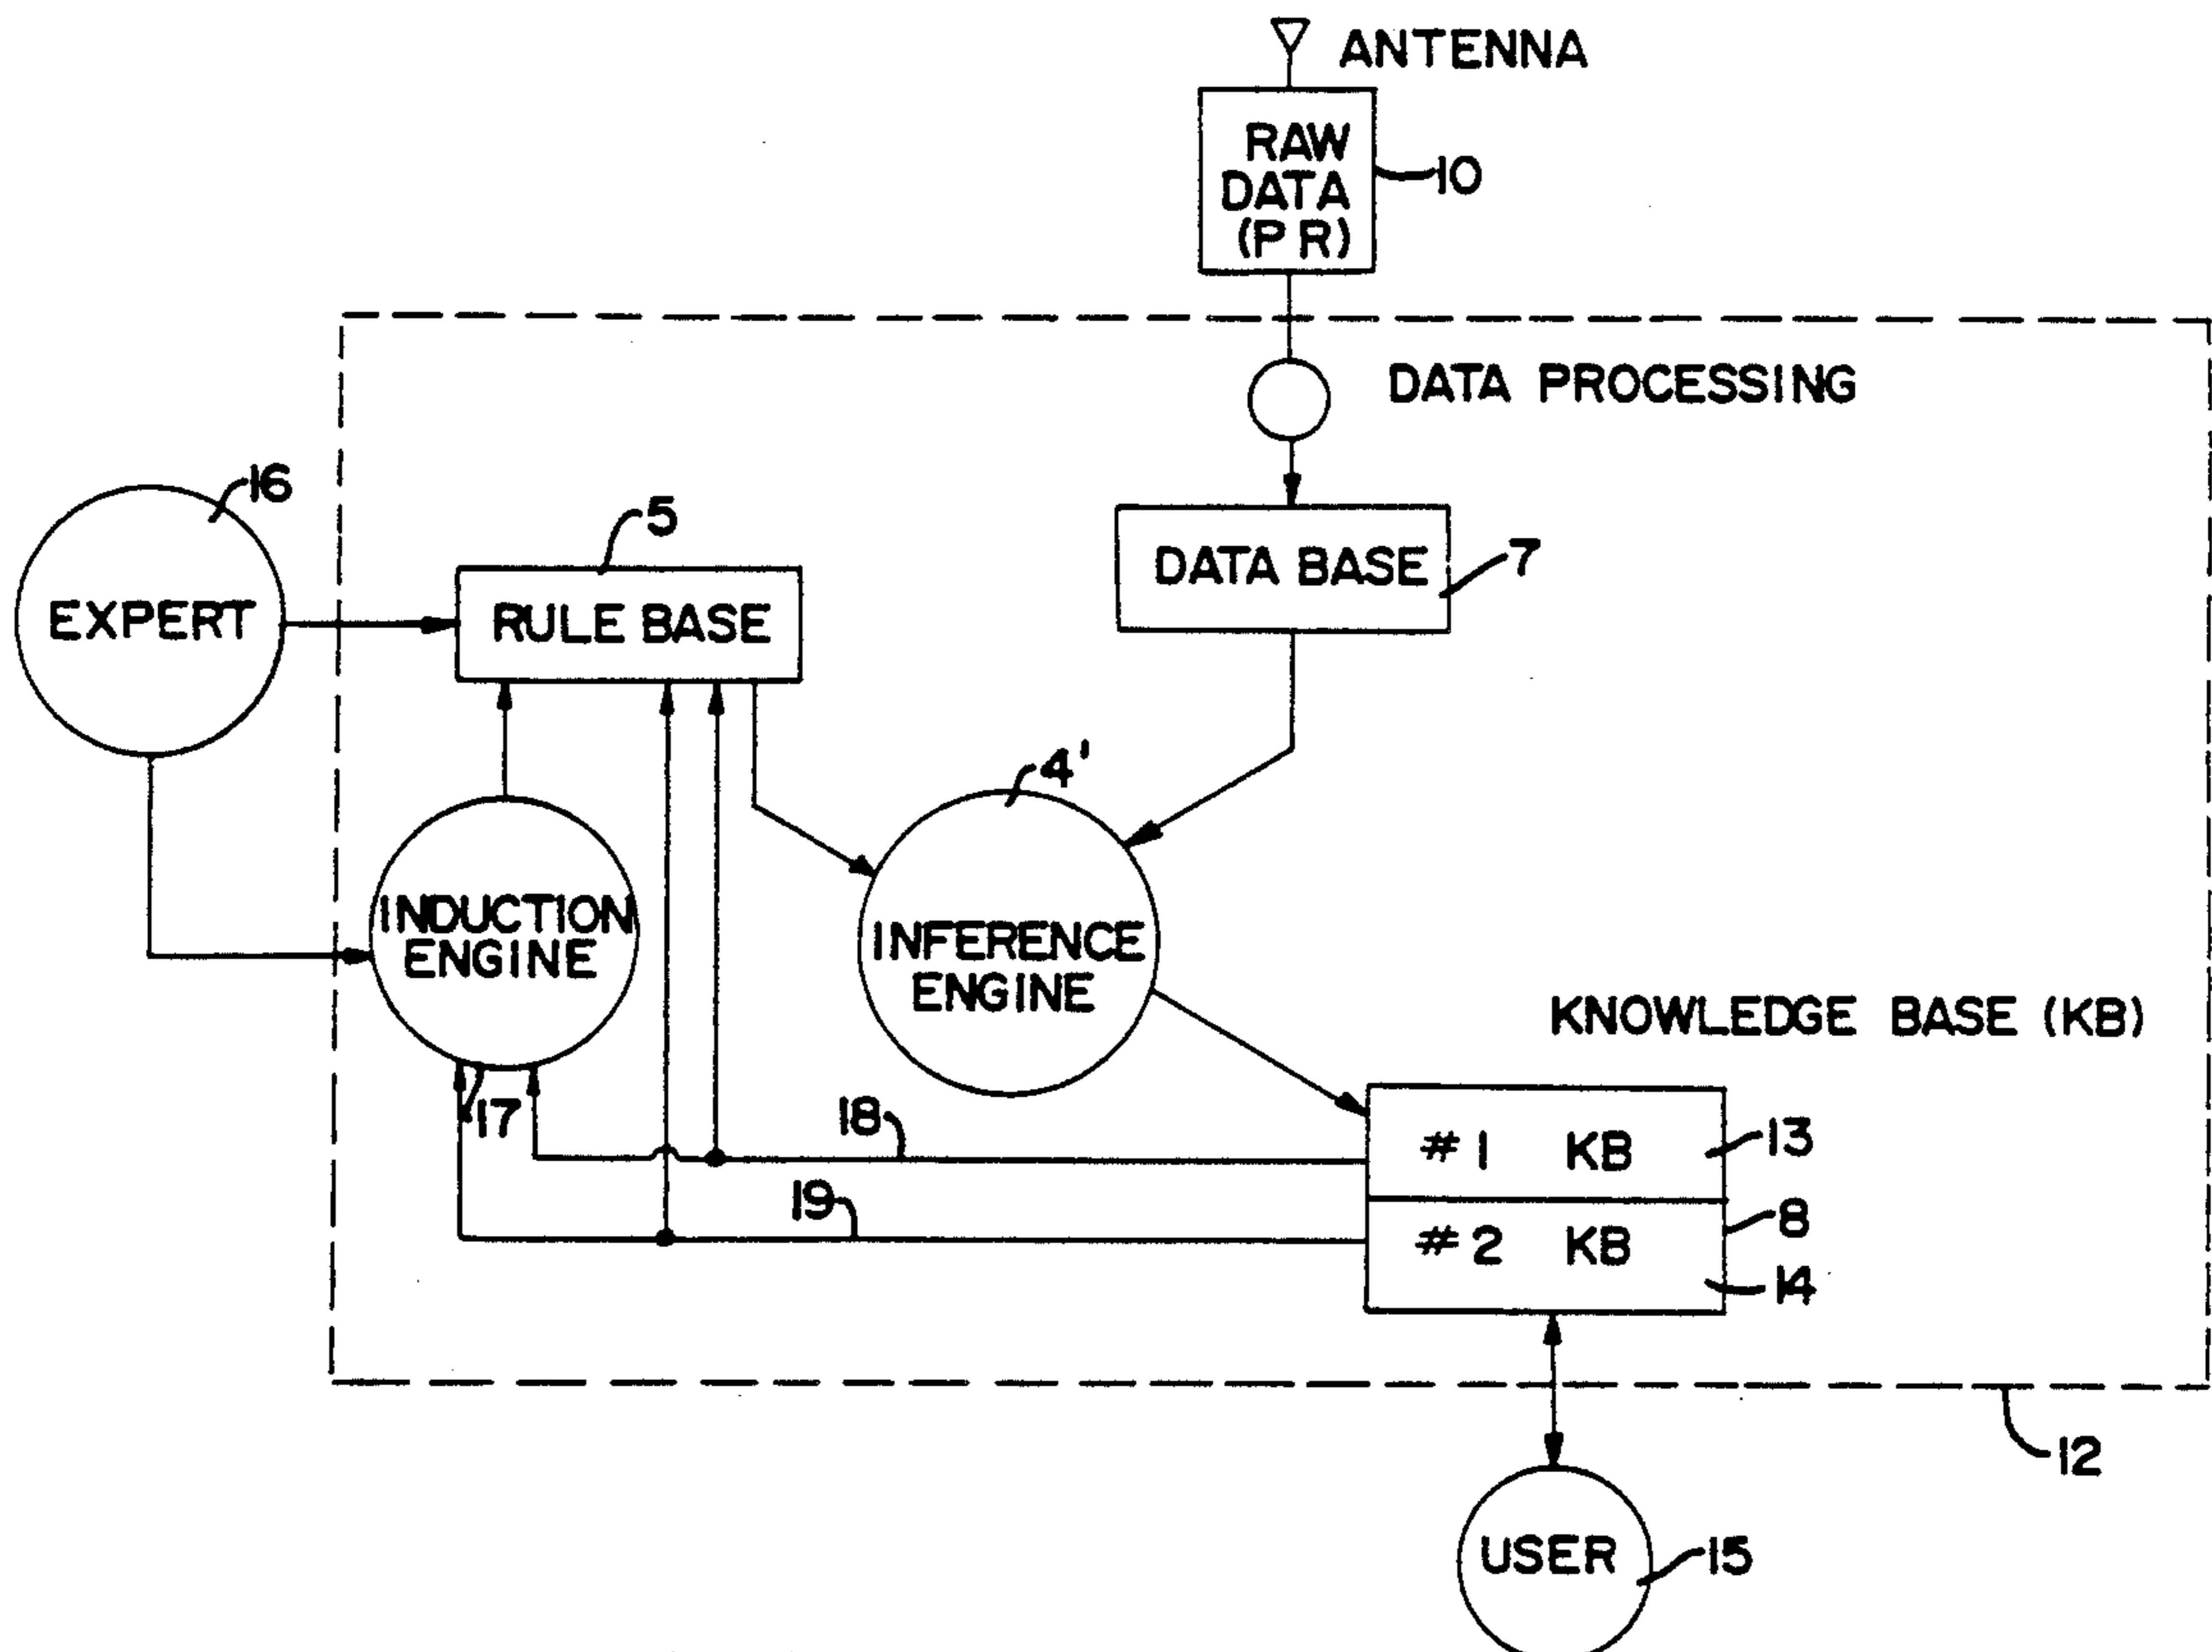 ANTENNA
RAW
DATA
(PR)
10
DATA PROCESSING
16
5
EXPERT
RULE BASE
DATA BASE
7
4'
INDUCTION
ENGINE
INFERENCE
ENGINE
KNOWLEDGE BASE (KB)
17
18
#1 KB
13
19
8
#2 KB
14
12
USER
15